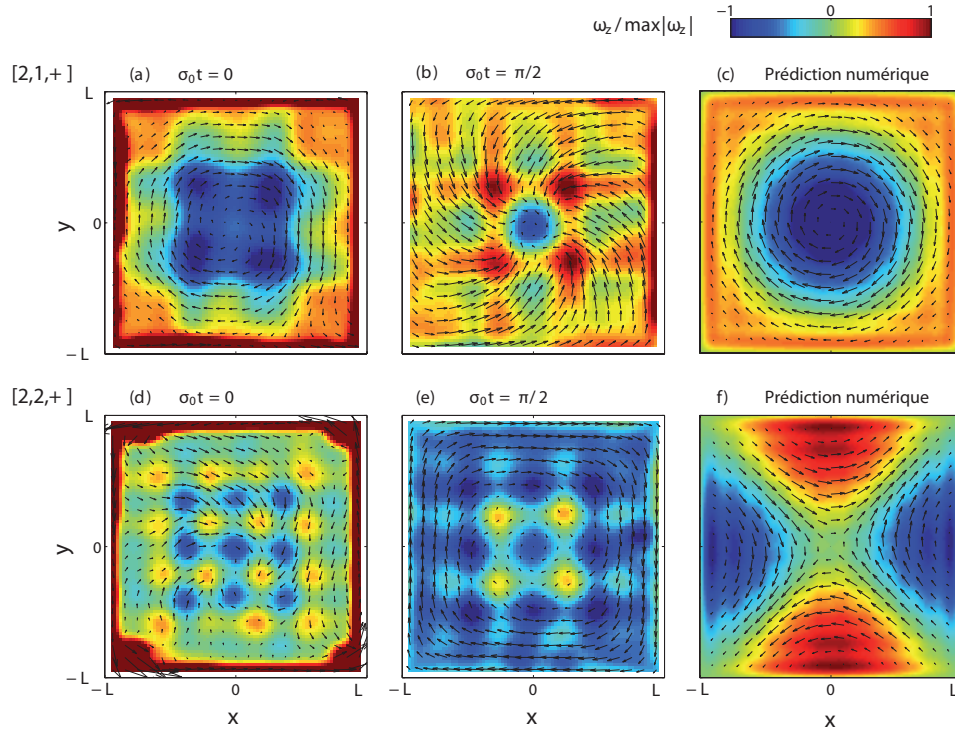 −1 0 1
ω_z / max|ω_z|
[2,1,+]
(a) σ₀t = 0
(b) σ₀t = π/2
(c) Prédiction numérique
L
y
0
−L
[2,2,+]
(d) σ₀t = 0
(e) σ₀t = π/2
f) Prédiction numérique
L
y
0
−L
−L 0 L
0 L
−L 0 L
x
x
x